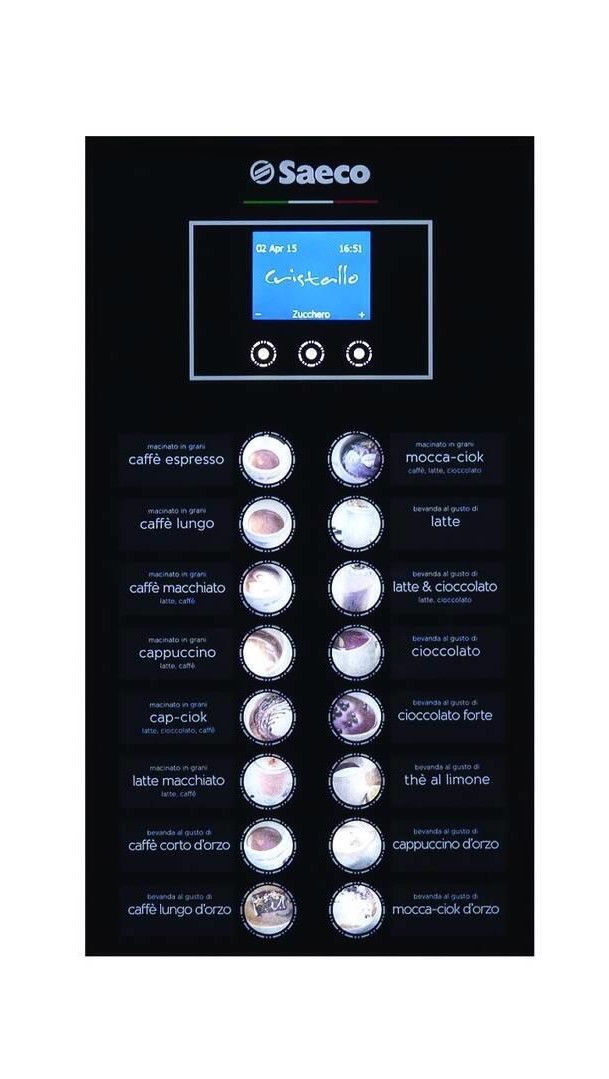 Saeco
02 Apr 15 16:51
Cristallo
- Zucchero +
macinato in grani
caffè espresso
macinato in grani
caffè lungo
macinato in grani
caffè macchiato
latte, caffè
macinato in grani
cappuccino
latte, caffè
macinato in grani
cap-ciok
latte, cioccolato, caffè
macinato in grani
latte macchiato
latte, caffè
bevanda al gusto di
caffè corto d'orzo
bevanda al gusto di
caffè lungo d'orzo
macinato in grani
mocca-ciok
caffè, latte, cioccolato
bevanda al gusto di
latte
bevanda al gusto di
latte & cioccolato
latte, cioccolato
bevanda al gusto di
cioccolato
bevanda al gusto di
cioccolato forte
bevanda al gusto di
thè al limone
bevanda al gusto di
cappuccino d'orzo
bevanda al gusto di
mocca-ciok d'orzo